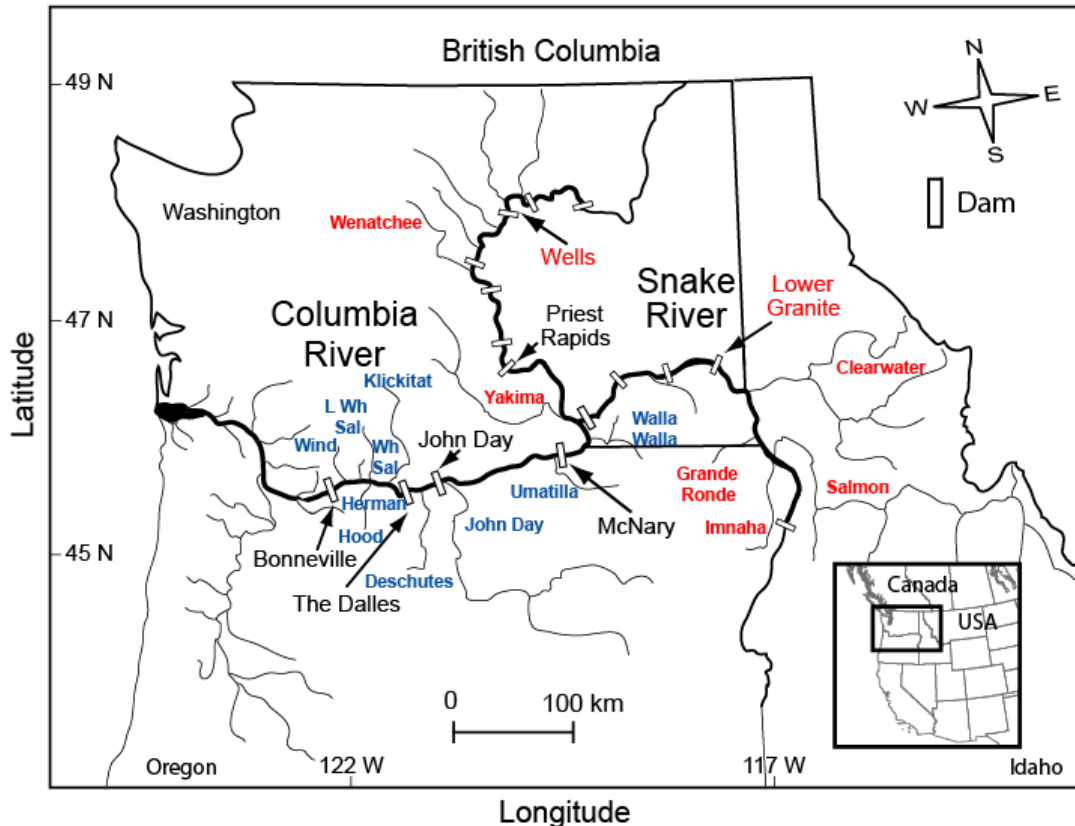 British Columbia
49 N
N
W
E
S
Dam
Washington
Wenatchee
Wells
Snake
River
Lower
Granite
47 N
Columbia
River
Priest
Rapids
Latitude
Klickitat
Yakima
Clearwater
L Wh
Sal
Walla
Walla
Wind
Wh
Sal
John Day
Grande
Ronde
Salmon
Umatilla
Herman
McNary
John Day
Imnaha
Hood
Bonneville
45 N
Deschutes
The Dalles
Canada
USA
0
100 km
Oregon
122 W
117 W
Idaho
Longitude